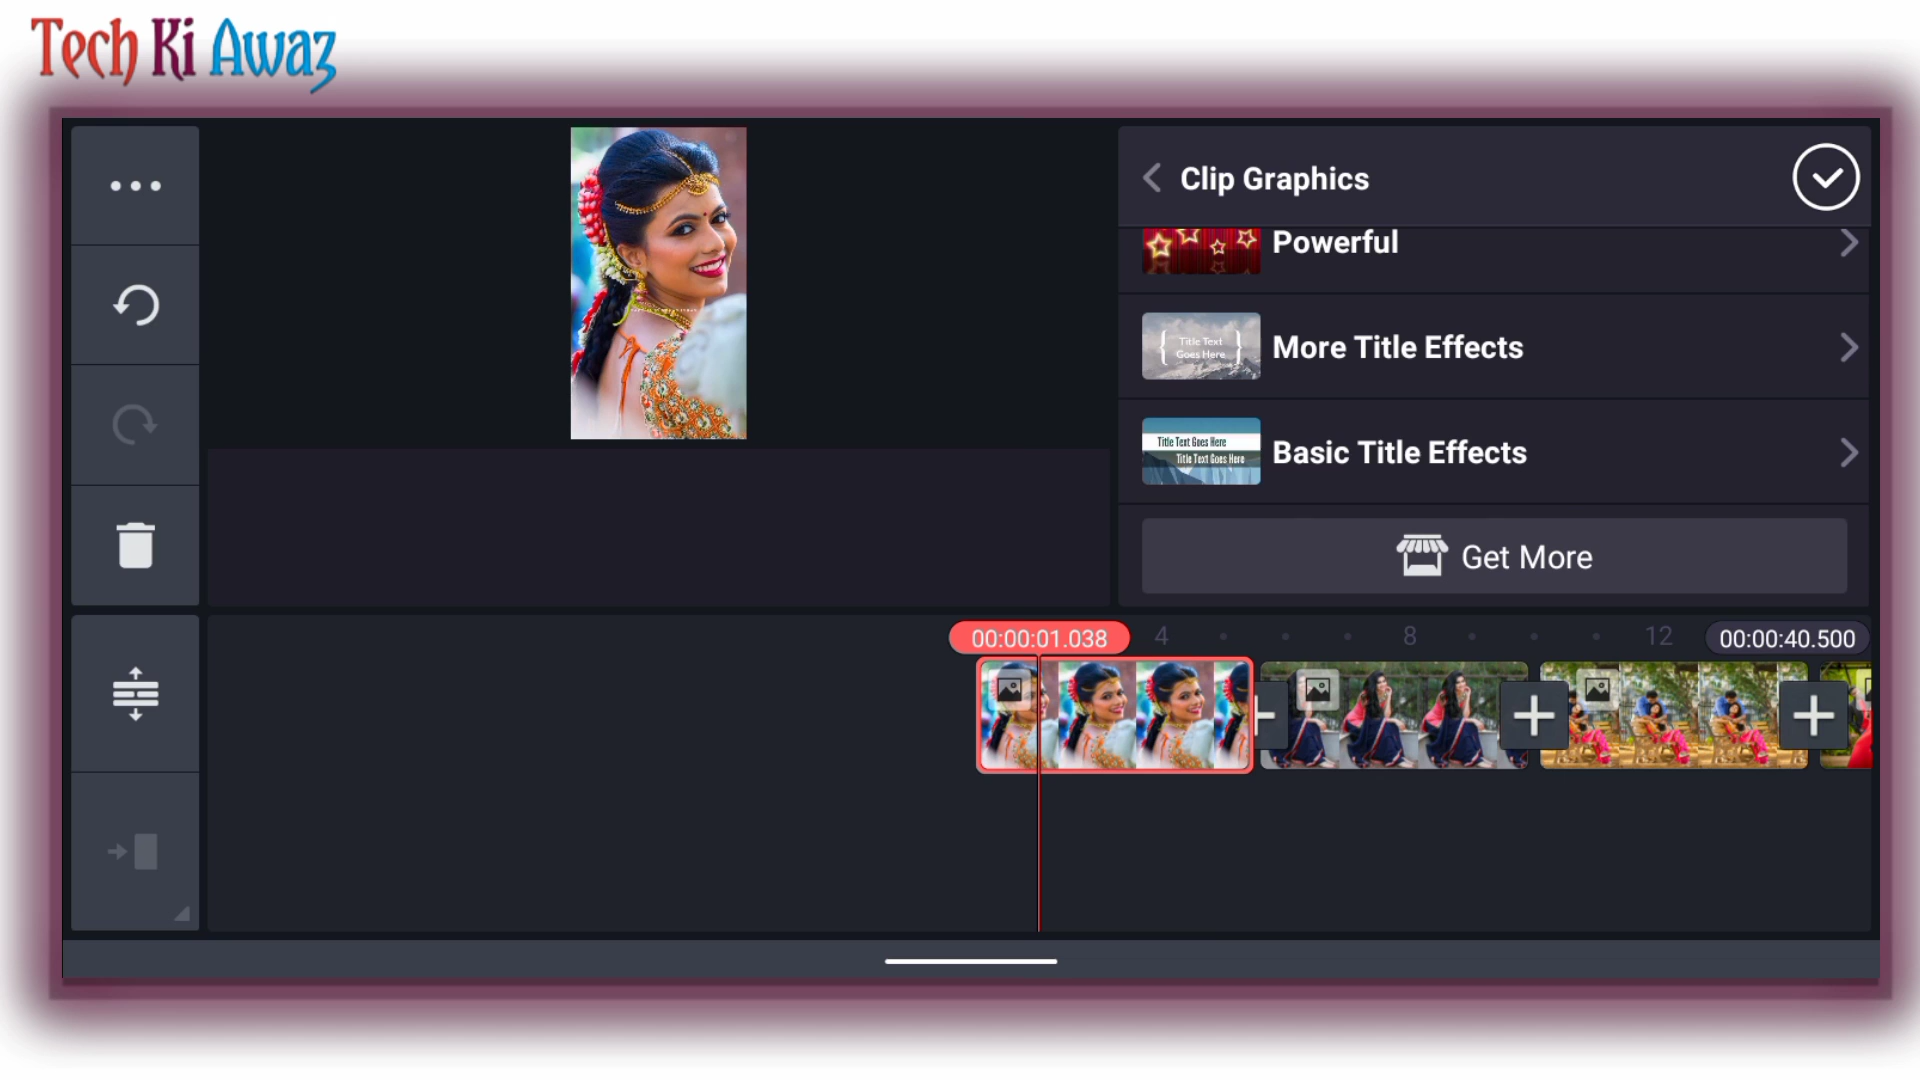 Tech Ki Awaz
Clip Graphics
Powerful
Title Text
Goes Here
More Title Effects
Title Text Goes Here
Title Text Goes Here
Basic Title Effects
Get More
00:00:01.038
4
8
12
00:00:40.500